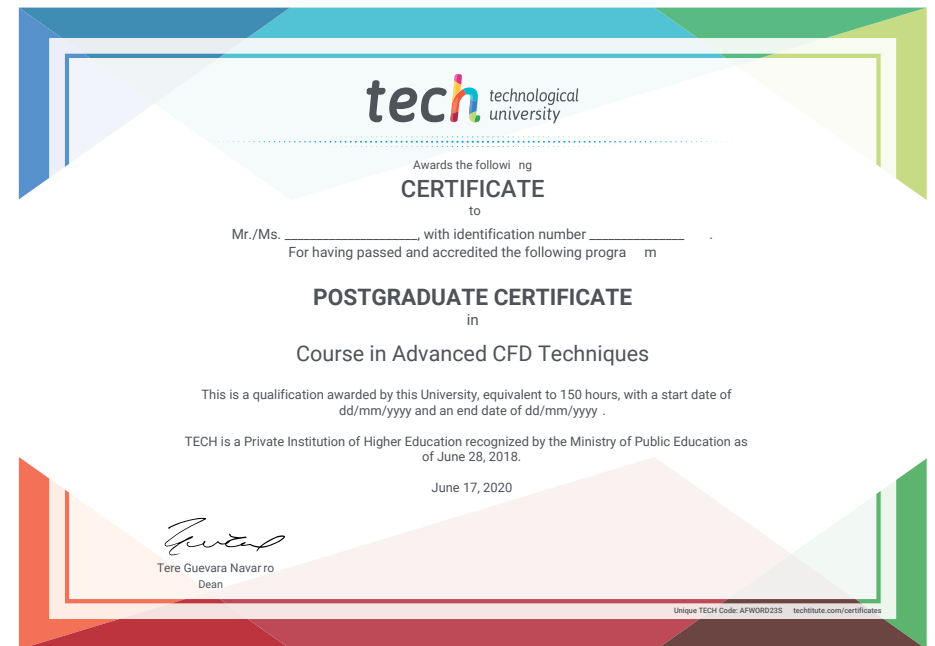 tech technological
university
Awards the followi ng
CERTIFICATE
to
Mr./Ms. _____________________, with identification number _______________ .
For having passed and accredited the following progra m
POSTGRADUATE CERTIFICATE
in
Course in Advanced CFD Techniques
This is a qualification awarded by this University, equivalent to 150 hours, with a start date of
dd/mm/yyyy and an end date of dd/mm/yyyy .
TECH is a Private Institution of Higher Education recognized by the Ministry of Public Education as
of June 28, 2018.
June 17, 2020
Tere Guevara Navar ro
Dean
Unique TECH Code: AFWORD23S techtitute.com/certificates